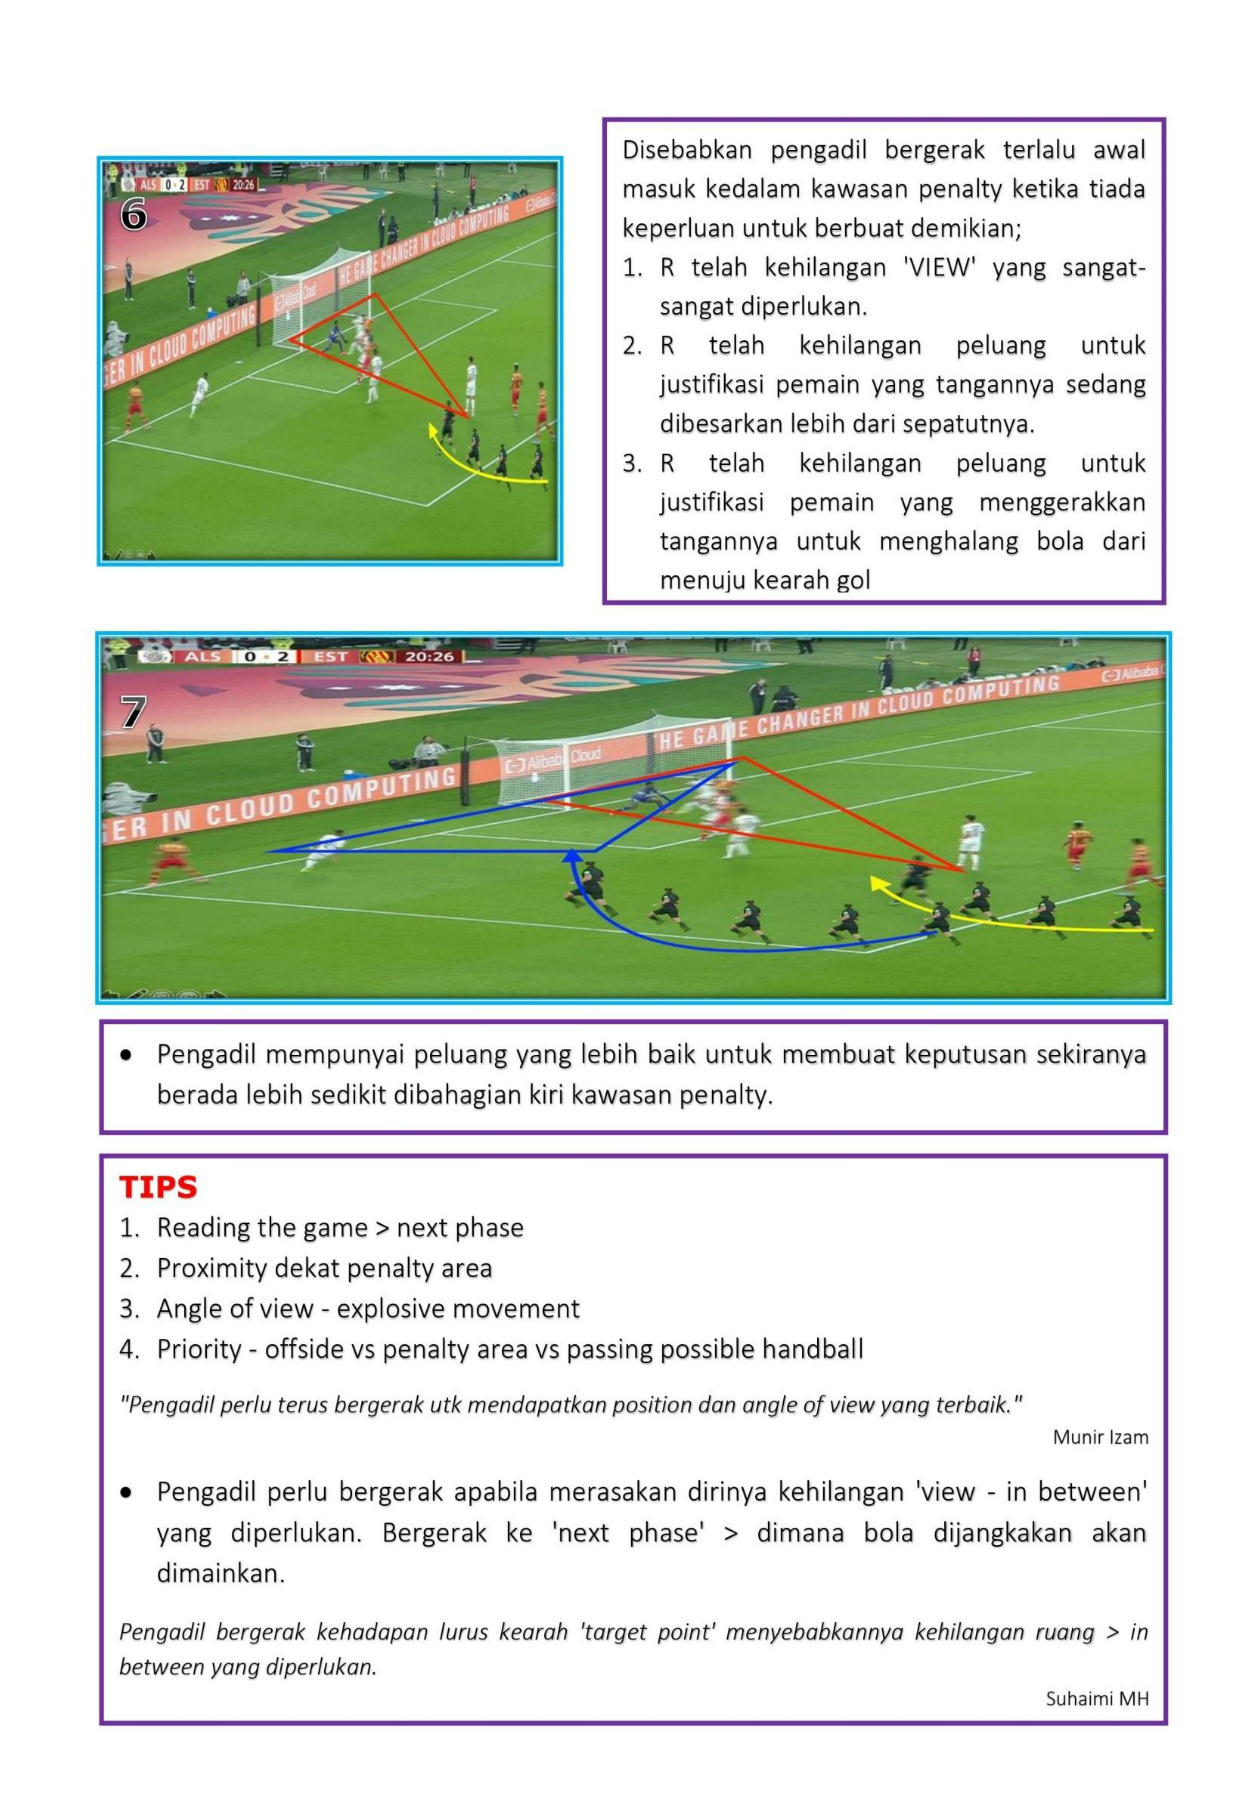 ALS 0 - 2 EST 20:26
6
HE GAME CHANGER IN CLOUD COMPUTING
Alibaba Cloud
ER IN CLOUD COMPUTING
Disebabkan pengadil bergerak terlalu awal
masuk kedalam kawasan penalty ketika tiada
keperluan untuk berbuat demikian;
1. R telah kehilangan 'VIEW' yang sangat-
sangat diperlukan.
2. R telah kehilangan peluang untuk
justifikasi pemain yang tangannya sedang
dibesarkan lebih dari sepatutnya.
3. R telah kehilangan peluang untuk
justifikasi pemain yang menggerakkan
tangannya untuk menghalang bola dari
menuju kearah gol
ALS 0 - 2 EST 20:26
7
HE GAME CHANGER IN CLOUD COMPUTING
Alibaba
Alibaba Cloud
ER IN CLOUD COMPUTING
• Pengadil mempunyai peluang yang lebih baik untuk membuat keputusan sekiranya
berada lebih sedikit dibahagian kiri kawasan penalty.
TIPS
1. Reading the game > next phase
2. Proximity dekat penalty area
3. Angle of view - explosive movement
4. Priority - offside vs penalty area vs passing possible handball
"Pengadil perlu terus bergerak utk mendapatkan position dan angle of view yang terbaik."
Munir Izam
• Pengadil perlu bergerak apabila merasakan dirinya kehilangan 'view - in between'
yang diperlukan. Bergerak ke 'next phase' > dimana bola dijangkakan akan
dimainkan.
Pengadil bergerak kehadapan lurus kearah 'target point' menyebabkannya kehilangan ruang > in
between yang diperlukan.
Suhaimi MH